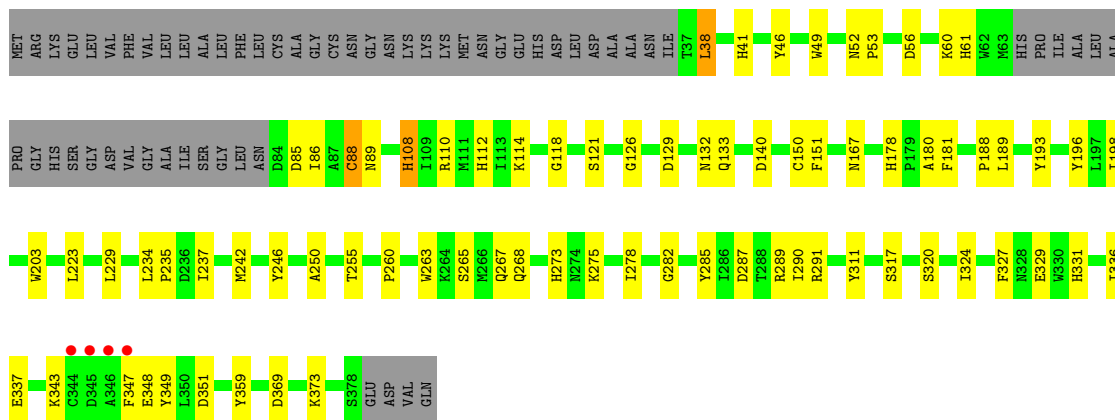 MET ARG LYS GLU LEU VAL PHE VAL LEU LEU LEU ALA LEU PHE LEU CYS ALA GLY CYS ASN GLY ASN LYS LYS LYS MET ASN GLY GLU HIS ASP LEU ASP ALA ALA ASN ILE T37 L38 H41 Y46 W49 N52 P53 D56 K60 H61 W62 M63 HIS PRO ILE ALA LEU ALA
PRO GLY HIS SER GLY ASP VAL GLY ALA ILE SER GLY LEU ASN D84 D85 I86 A87 C88 N89 H108 I109 R110 M111 H112 I113 K114 G118 S121 G126 D129 N132 Q133 D140 C150 F151 N167 H178 P179 A180 F181 P188 L189 Y193 Y196 L197
W203 L223 L229 L234 P235 D236 I237 M242 Y246 A250 T255 P260 W263 K264 S265 M266 Q267 Q268 H273 N274 K275 I278 G282 Y285 I286 D287 T288 R289 I290 R291 Y311 S317 S320 I324 F327 N328 E329 W330 H331
E337 K343 C344 D345 A346 F347 E348 Y349 L350 D351 Y359 D369 K373 S378 GLU ASP VAL GLN